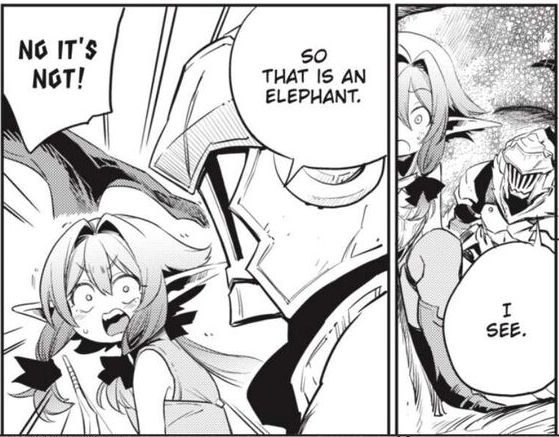 I
SEE.
SO
THAT IS AN
ELEPHANT.
NO IT'S
NOT!